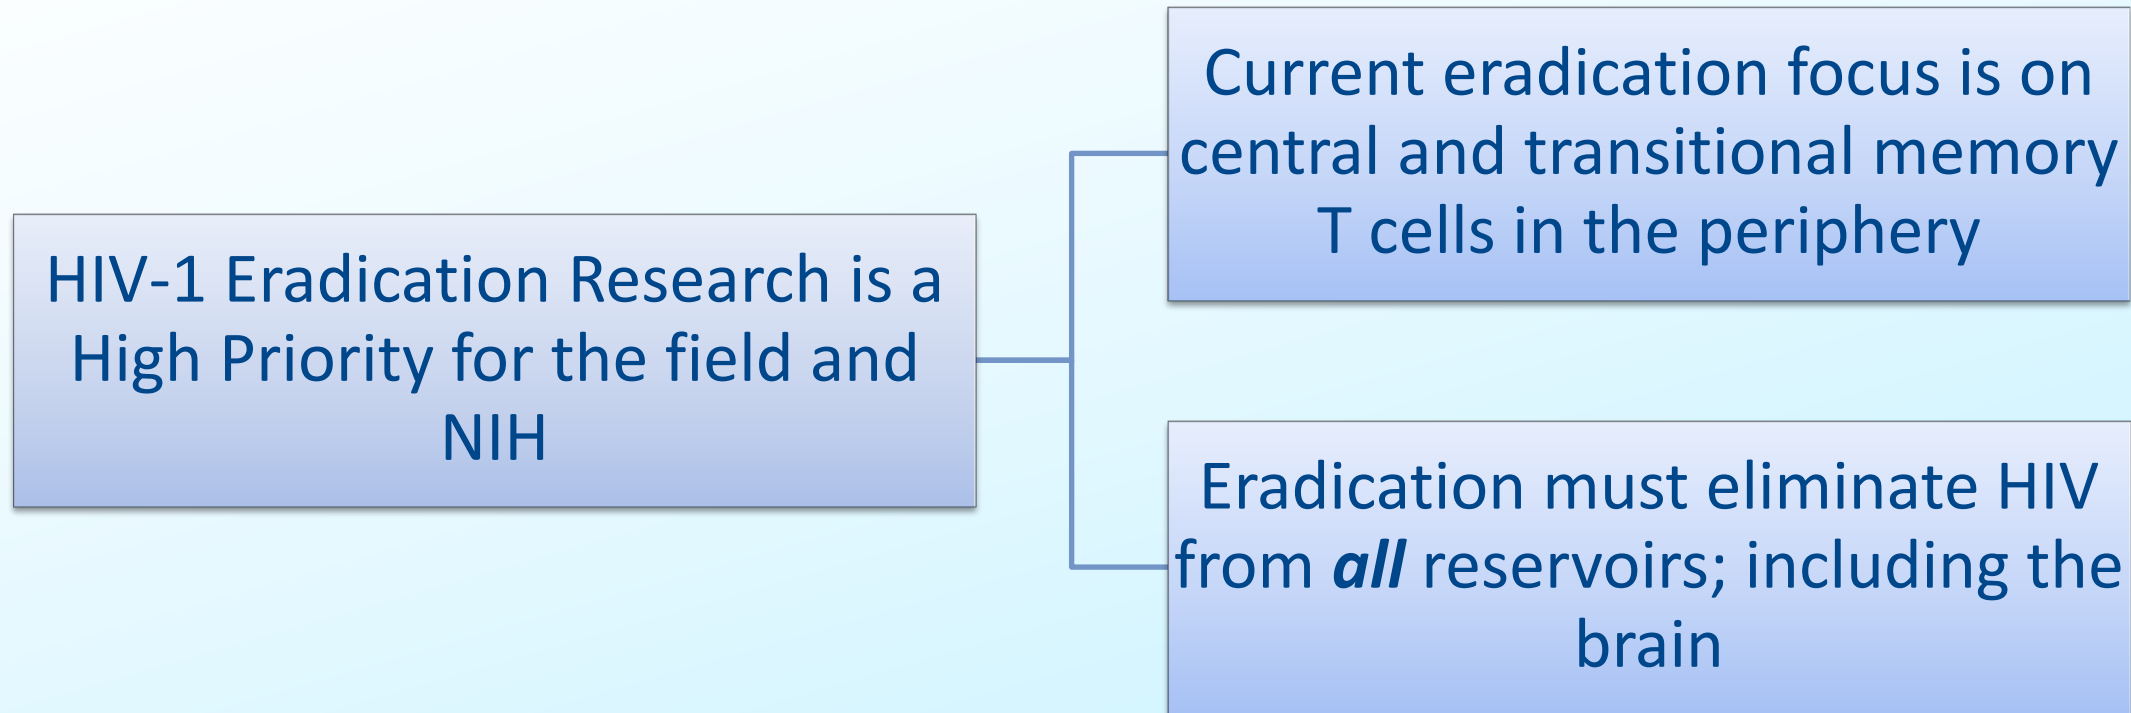 HIV-1 Eradication Research is a
High Priority for the field and
NIH
Current eradication focus is on
central and transitional memory
T cells in the periphery
Eradication must eliminate HIV
from all reservoirs; including the
brain